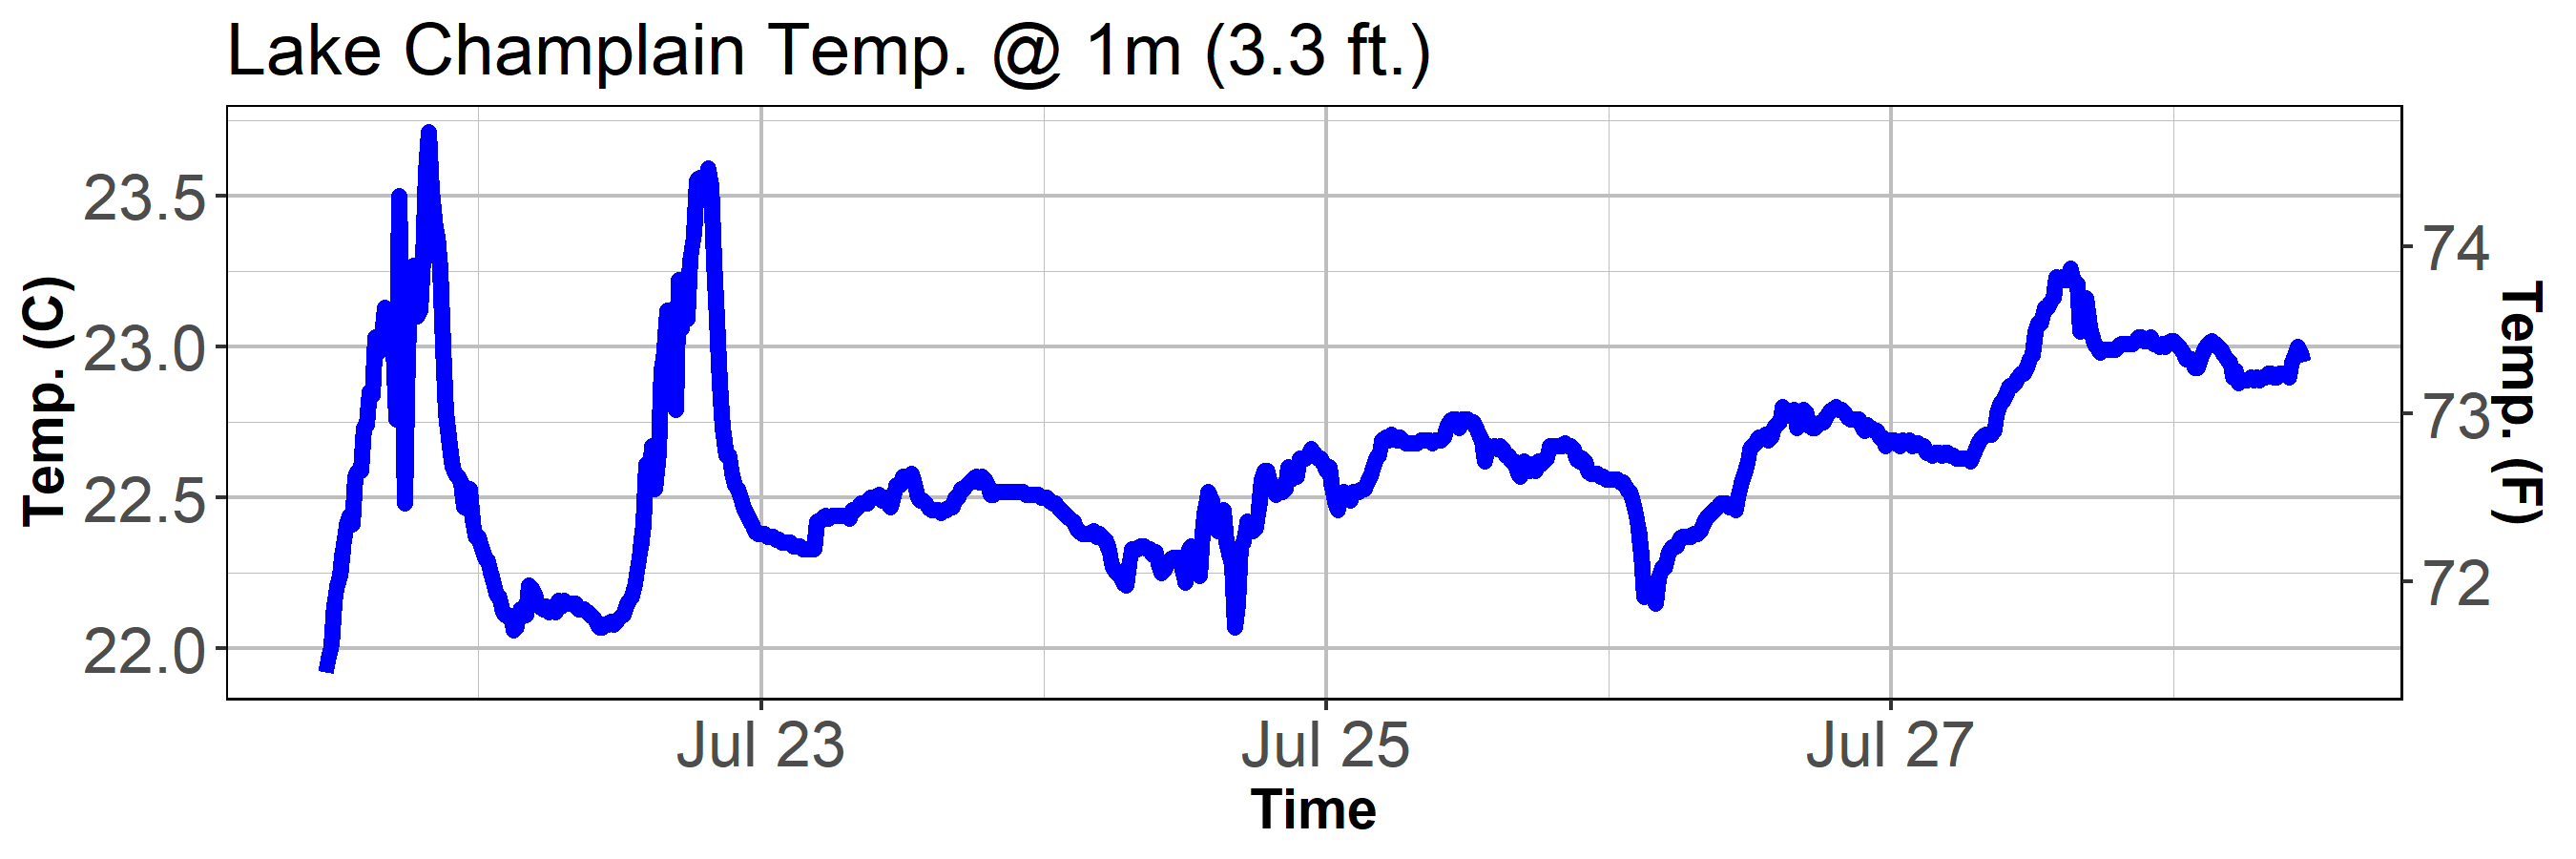 Lake Champlain Temp. @ 1m (3.3 ft.)
Temp. (C)
23.5
23.0
22.5
22.0
74
73
72
Temp. (F)
Jul 23 Jul 25 Jul 27
Time